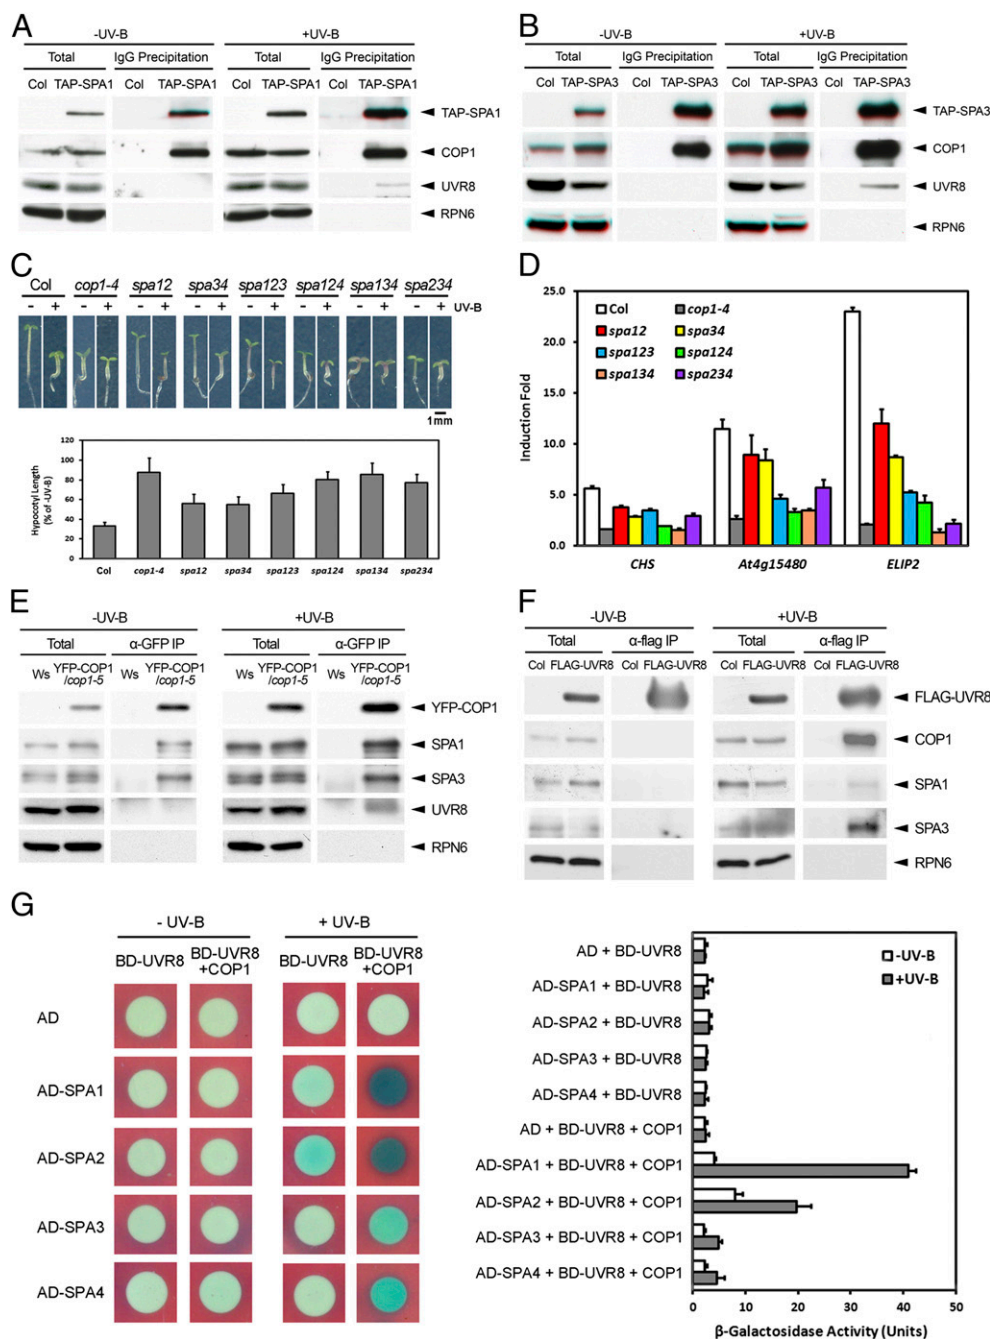 A
-UV-B
+UV-B
Total
IgG Precipitation
Total
IgG Precipitation
Col TAP-SPA1
Col TAP-SPA1
Col TAP-SPA1
Col TAP-SPA1
TAP-SPA1
COP1
UVR8
RPN6
B
-UV-B
+UV-B
Total
IgG Precipitation
Total
IgG Precipitation
Col TAP-SPA3
Col TAP-SPA3
Col TAP-SPA3
Col TAP-SPA3
TAP-SPA3
COP1
UVR8
RPN6
C
Col cop1-4 spa12 spa34 spa123 spa124 spa134 spa234
- + - + - + - + - + - + - + - + UV-B
1mm
Hypocotyl Length
(% of -UV-B)
120
100
80
60
40
20
0
Col cop1-4 spa12 spa34 spa123 spa124 spa134 spa234
D
Induction Fold
25.0
20.0
15.0
10.0
5.0
0.0
Col cop1-4
spa12 spa34
spa123 spa124
spa134 spa234
CHS At4g15480 ELIP2
E
-UV-B
+UV-B
Total
α-GFP IP
Total
α-GFP IP
Ws YFP-COP1 /cop1-5
Ws YFP-COP1 /cop1-5
Ws YFP-COP1 /cop1-5
Ws YFP-COP1 /cop1-5
YFP-COP1
SPA1
SPA3
UVR8
RPN6
F
-UV-B
+UV-B
Total
α-flag IP
Total
α-flag IP
Col FLAG-UVR8
Col FLAG-UVR8
Col FLAG-UVR8
Col FLAG-UVR8
FLAG-UVR8
COP1
SPA1
SPA3
RPN6
G
- UV-B
+ UV-B
BD-UVR8
BD-UVR8
+COP1
BD-UVR8
BD-UVR8
+COP1
AD
AD-SPA1
AD-SPA2
AD-SPA3
AD-SPA4
-UV-B
+UV-B
AD + BD-UVR8
AD-SPA1 + BD-UVR8
AD-SPA2 + BD-UVR8
AD-SPA3 + BD-UVR8
AD-SPA4 + BD-UVR8
AD + BD-UVR8 + COP1
AD-SPA1 + BD-UVR8 + COP1
AD-SPA2 + BD-UVR8 + COP1
AD-SPA3 + BD-UVR8 + COP1
AD-SPA4 + BD-UVR8 + COP1
0 10 20 30 40 50
β-Galactosidase Activity (Units)